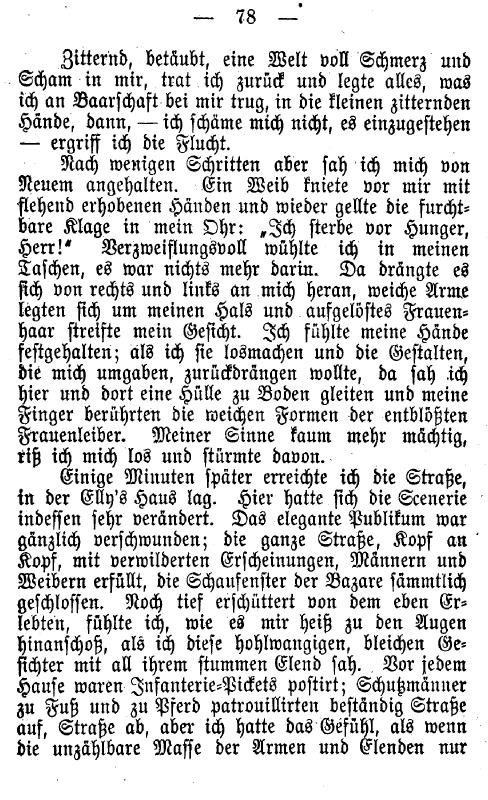 — 78 —
Zitternd, betäubt, eine Welt voll Schmerz und
Scham in mir, trat ich zurück und legte alles, was
ich an Baarschaft bei mir trug, in die kleinen zitternden
Hände, dann, — ich schäme mich nicht, es einzugestehen
— ergriff ich die Flucht.
Nach wenigen Schritten aber sah ich mich von
Neuem angehalten. Ein Weib kniete vor mir mit
flehend erhobenen Händen und wieder gellte die furcht-
bare Klage in mein Ohr: „Ich sterbe vor Hunger,
Herr!“ Verzweiflungsvoll wühlte ich in meinen
Taschen, es war nichts mehr darin. Da drängte es
sich von rechts und links an mich heran, weiche Arme
legten sich um meinen Hals und aufgelöstes Frauen-
haar streifte mein Gesicht. Ich fühlte meine Hände
festgehalten; als ich sie losmachen und die Gestalten,
die mich umgaben, zurückdrängen wollte, da sah ich
hier und dort eine Hülle zu Boden gleiten und meine
Finger berührten die weichen Formen der entblößten
Frauenleiber. Meiner Sinne kaum mehr mächtig,
riß ich mich los und stürmte davon.
Einige Minuten später erreichte ich die Straße,
in der Elly's Haus lag. Hier hatte sich die Scenerie
indessen sehr verändert. Das elegante Publikum war
gänzlich verschwunden; die ganze Straße, Kopf an
Kopf, mit verwilderten Erscheinungen, Männern und
Weibern erfüllt, die Schaufenster der Bazare sämmtlich
geschlossen. Noch tief erschüttert von dem eben Er-
lebten, fühlte ich, wie es mir heiß zu den Augen
hinanschoß, als ich diese hohlwangigen, bleichen Ge-
sichter mit all ihrem stummen Elend sah. Vor jedem
Hause waren Infanterie-Pickets postirt; Schutzmänner
zu Fuß und zu Pferd patrouillirten beständig Straße
auf, Straße ab, aber ich hatte das Gefühl, als wenn
die unzählbare Masse der Armen und Elenden nur